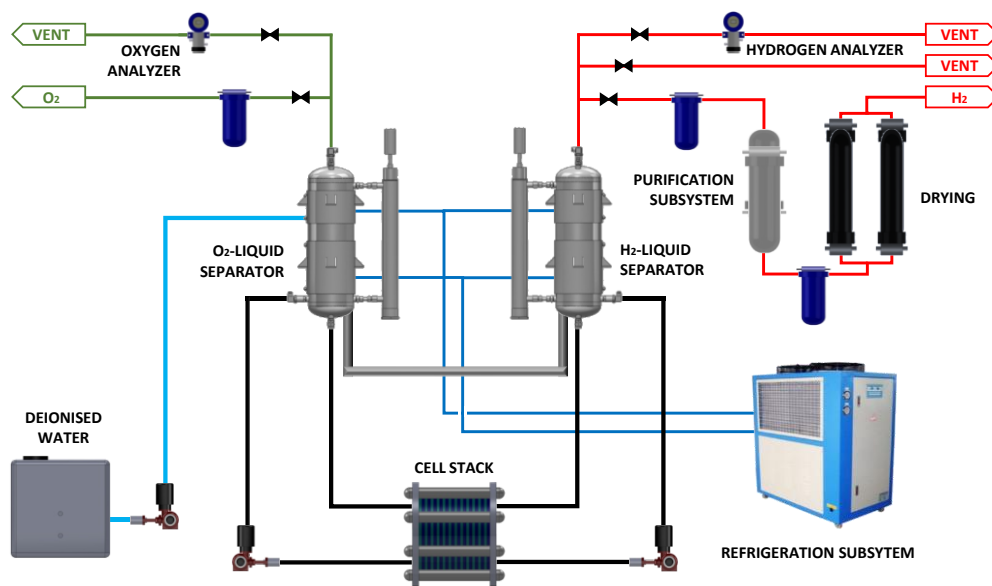 VENT
OXYGEN
ANALYZER
O₂
HYDROGEN ANALYZER
VENT
VENT
H₂
PURIFICATION
SUBSYSTEM
DRYING
O₂-LIQUID
SEPARATOR
H₂-LIQUID
SEPARATOR
DEIONISED
WATER
CELL STACK
REFRIGERATION SUBSYTEM